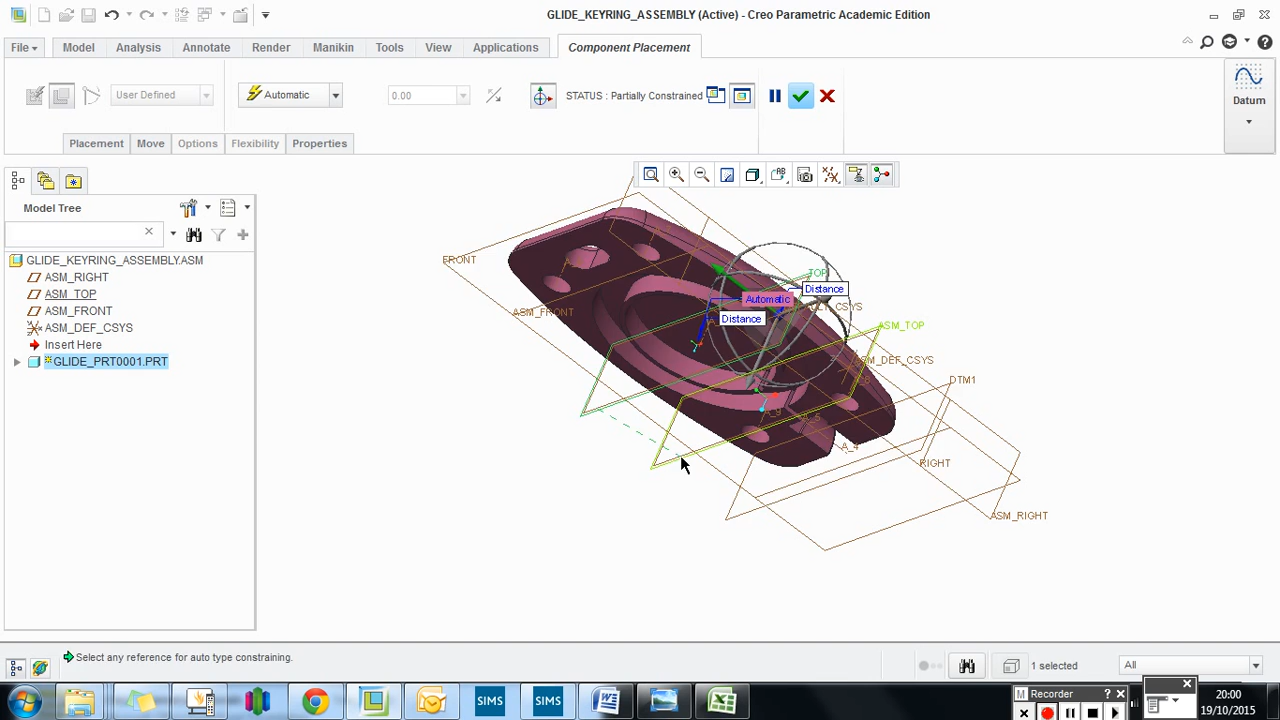 GLIDE_KEYRING_ASSEMBLY (Active) - Creo Parametric Academic Edition
File Model Analysis Annotate Render Manikin Tools View Applications Component Placement
User Defined Automatic 0.00 STATUS : Partially Constrained
Datum
Placement Move Options Flexibility Properties
Model Tree
GLIDE_KEYRING_ASSEMBLY.ASM
ASM_RIGHT
ASM_TOP
ASM_FRONT
ASM_DEF_CSYS
Insert Here
GLIDE_PRT0001.PRT
FRONT
TOP
Distance
Automatic
ASM_FRONT
Distance
ASM_TOP
ASM_DEF_CSYS
DTM1
A_4
RIGHT
ASM_RIGHT
Select any reference for auto type constraining.
1 selected All
SIMS SIMS
Recorder
20:00
19/10/2015